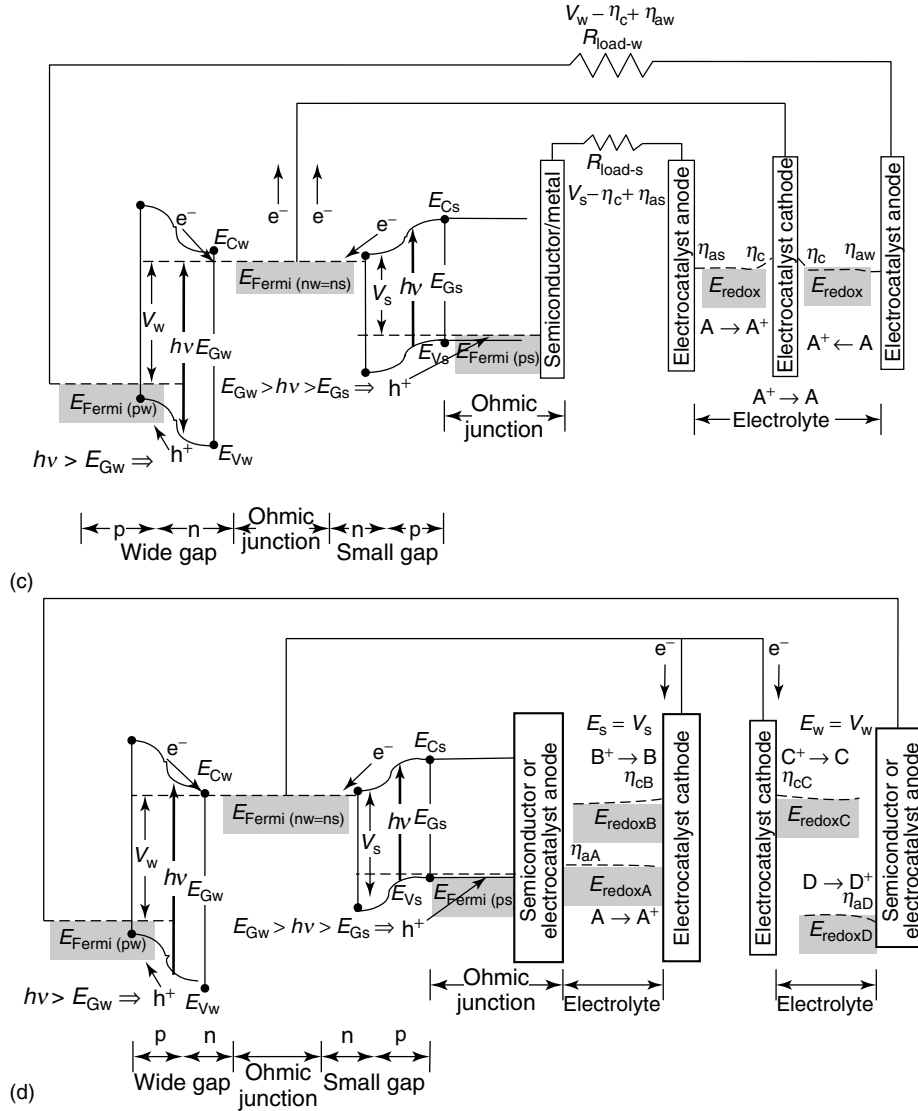 V_w − η_c + η_aw
R_load-w
R_load-s
V_s − η_c + η_as
e⁻
e⁻
e⁻
E_Cw
E_Fermi (nw=ns)
e⁻
E_Cs
V_w
hν
E_Gw
V_s
hν
E_Gs
E_Vs
E_Fermi (ps)
E_Fermi (pw)
E_Gw > hν > E_Gs ⇒ h⁺
hν > E_Gw ⇒ h⁺
E_Vw
Semiconductor/metal
Electrocatalyst anode
Electrocatalyst cathode
Electrocatalyst anode
η_as
η_c
η_c
η_aw
E_redox
E_redox
A → A⁺
A⁺ ← A
A⁺ → A
Electrolyte
Ohmic
junction
p
n
Ohmic
junction
n
p
Wide gap
Small gap
(c)
e⁻
e⁻
e⁻
E_Cw
E_Fermi (nw=ns)
e⁻
E_Cs
V_w
hν
E_Gw
V_s
hν
E_Gs
E_Vs
E_Fermi (ps)
E_Fermi (pw)
E_Gw > hν > E_Gs ⇒ h⁺
hν > E_Gw ⇒ h⁺
E_Vw
Semiconductor or
electrocatalyst anode
E_s = V_s
B⁺ → B
η_cB
E_redoxB
η_aA
E_redoxA
A → A⁺
Electrocatalyst cathode
Electrocatalyst cathode
E_w = V_w
C⁺ → C
η_cC
E_redoxC
D → D⁺
η_aD
E_redoxD
Semiconductor or
electrocatalyst anode
Ohmic
junction
Electrolyte
Electrolyte
p
n
Ohmic
junction
n
p
Wide gap
Small gap
(d)